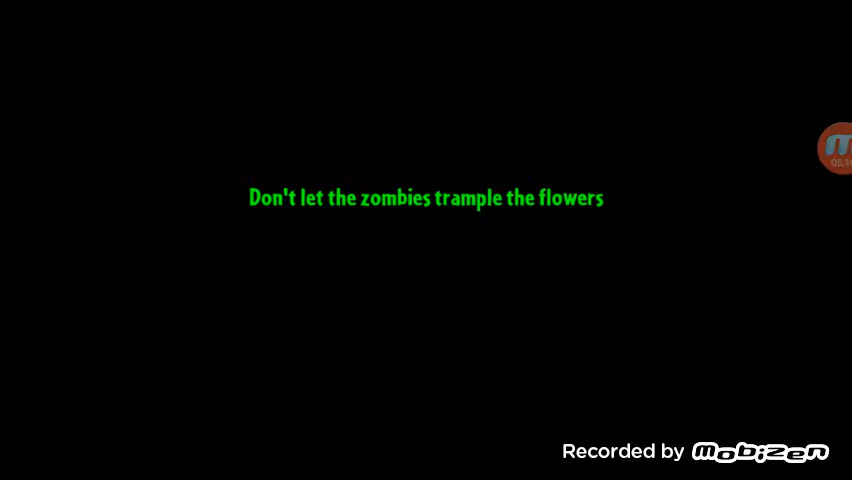 Don't let the zombies trample the flowers
Recorded by mobizen